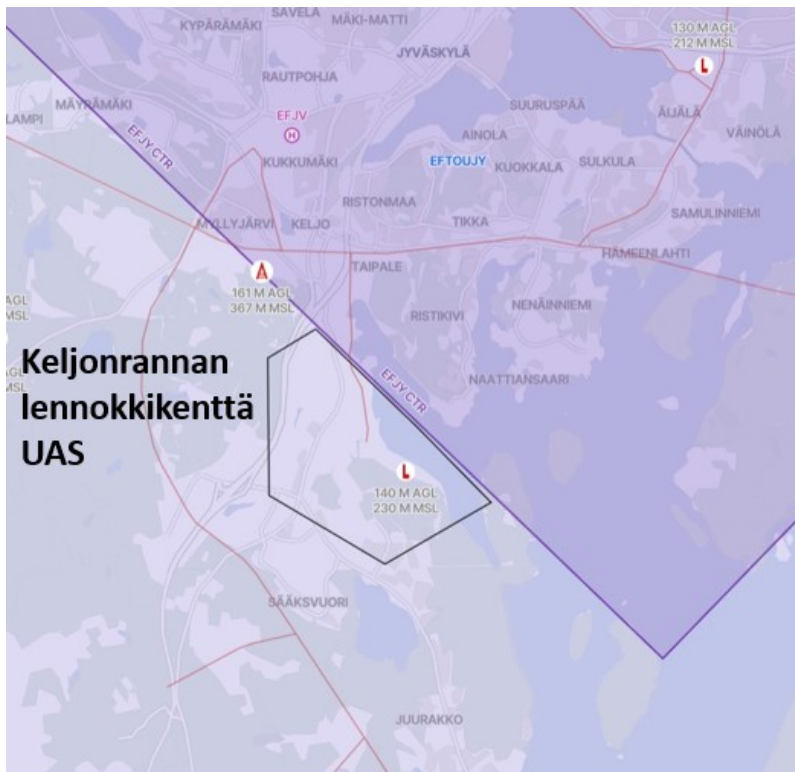 SAVELA
MÄKI-MATTI
KYPÄRÄMÄKI
130 M AGL
212 M MSL
JYVÄSKYLÄ
RAUTPOHJA
MÄYRÄMÄKI
SUURUSPÄÄ
LAMPI
EFJV
ÄIJÄLÄ
H
AINOLA
VÄINÖLÄ
EFJY CTR
KUKKUMÄKI
EFTOUJY
KUOKKALA
SULKULA
RISTONMAA
MYLLYJÄRVI
KELJO
TIKKA
SAMULINNIEMI
HÄMEENLAHTI
TAIPALE
161 M AGL
367 M MSL
AGL
MSL
NENÄINNIEMI
RISTIKIVI
Keljonrannan
lennokkikenttä
UAS
EFJY CTR
NAATTIANSAARI
MSL
140 M AGL
230 M MSL
SÄÄKSVUORI
JUURAKKO